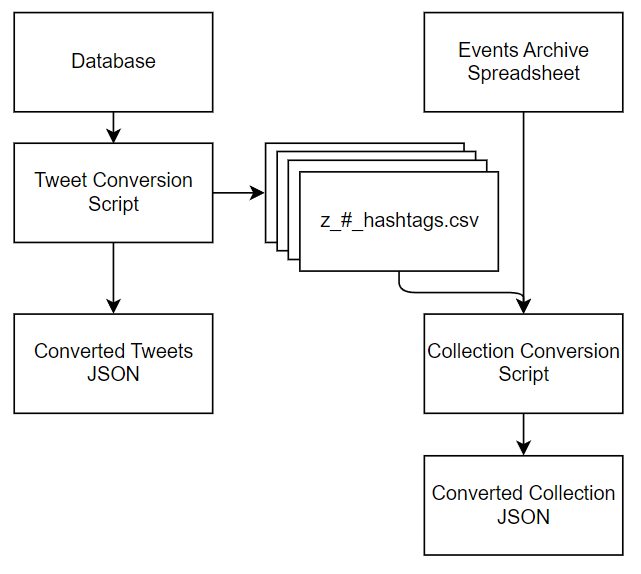 Database
Events Archive
Spreadsheet
Tweet Conversion
Script
z_#_hashtags.csv
Converted Tweets
JSON
Collection Conversion
Script
Converted Collection
JSON